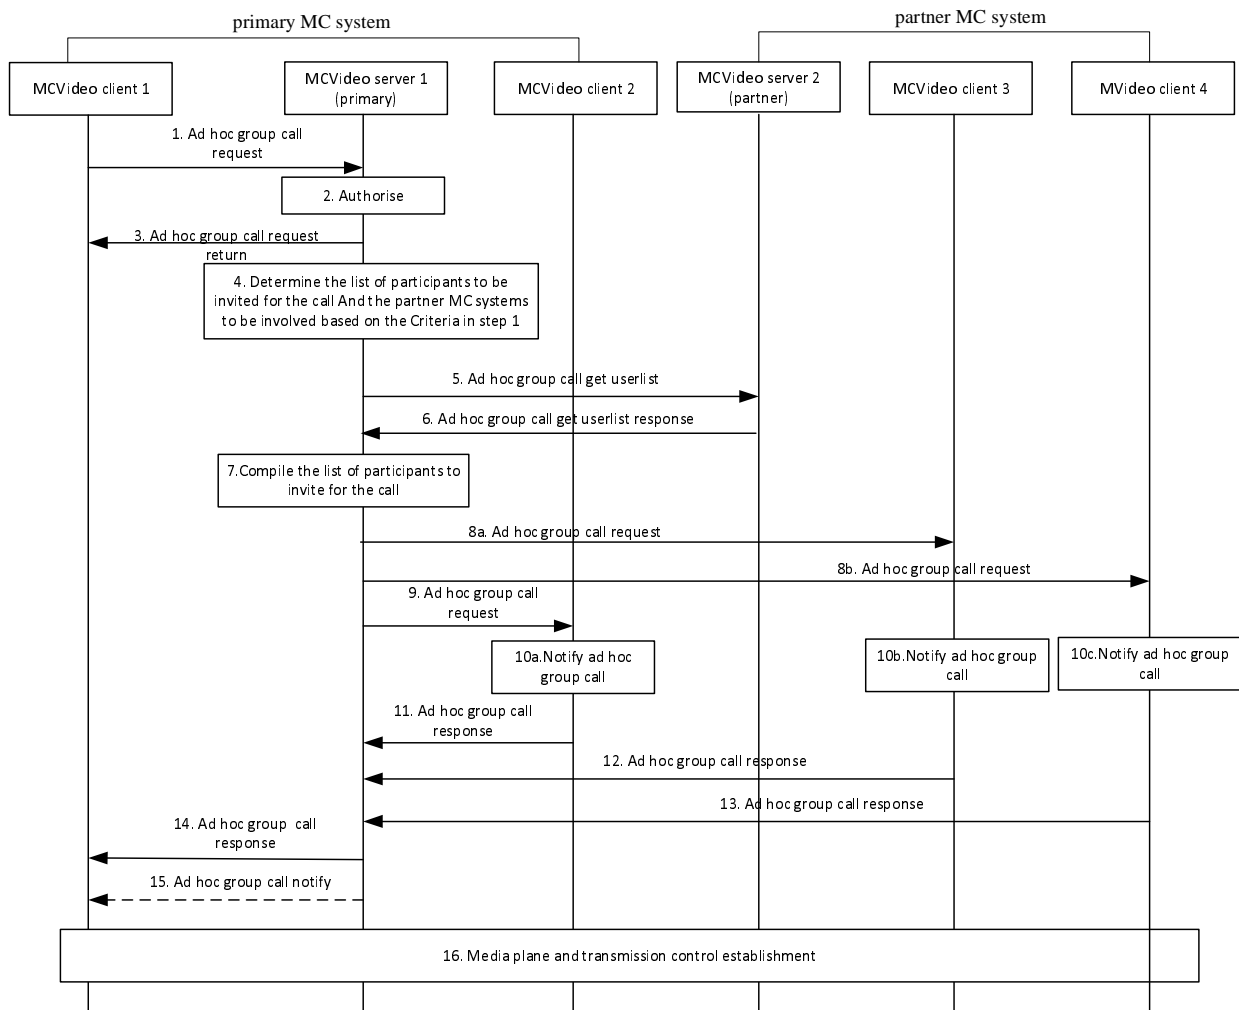 primary MC system
partner MC system
MCVideo client 1
MCVideo server 1
(primary)
MCVideo client 2
MCVideo server 2
(partner)
MCVideo client 3
MVideo client 4
1. Ad hoc group call
request
2. Authorise
3. Ad hoc group call request
return
4. Determine the list of participants to be
invited for the call And the partner MC systems
to be involved based on the Criteria in step 1
5. Ad hoc group call get userlist
6. Ad hoc group call get userlist response
7.Compile the list of participants to
invite for the call
8a. Ad hoc group call request
8b. Ad hoc group call request
9. Ad hoc group call
request
10a.Notify ad hoc
group call
10b.Notify ad hoc group
call
10c.Notify ad hoc group
call
11. Ad hoc group call
response
12. Ad hoc group call response
13. Ad hoc group call response
14. Ad hoc group call
response
15. Ad hoc group call notify
16. Media plane and transmission control establishment